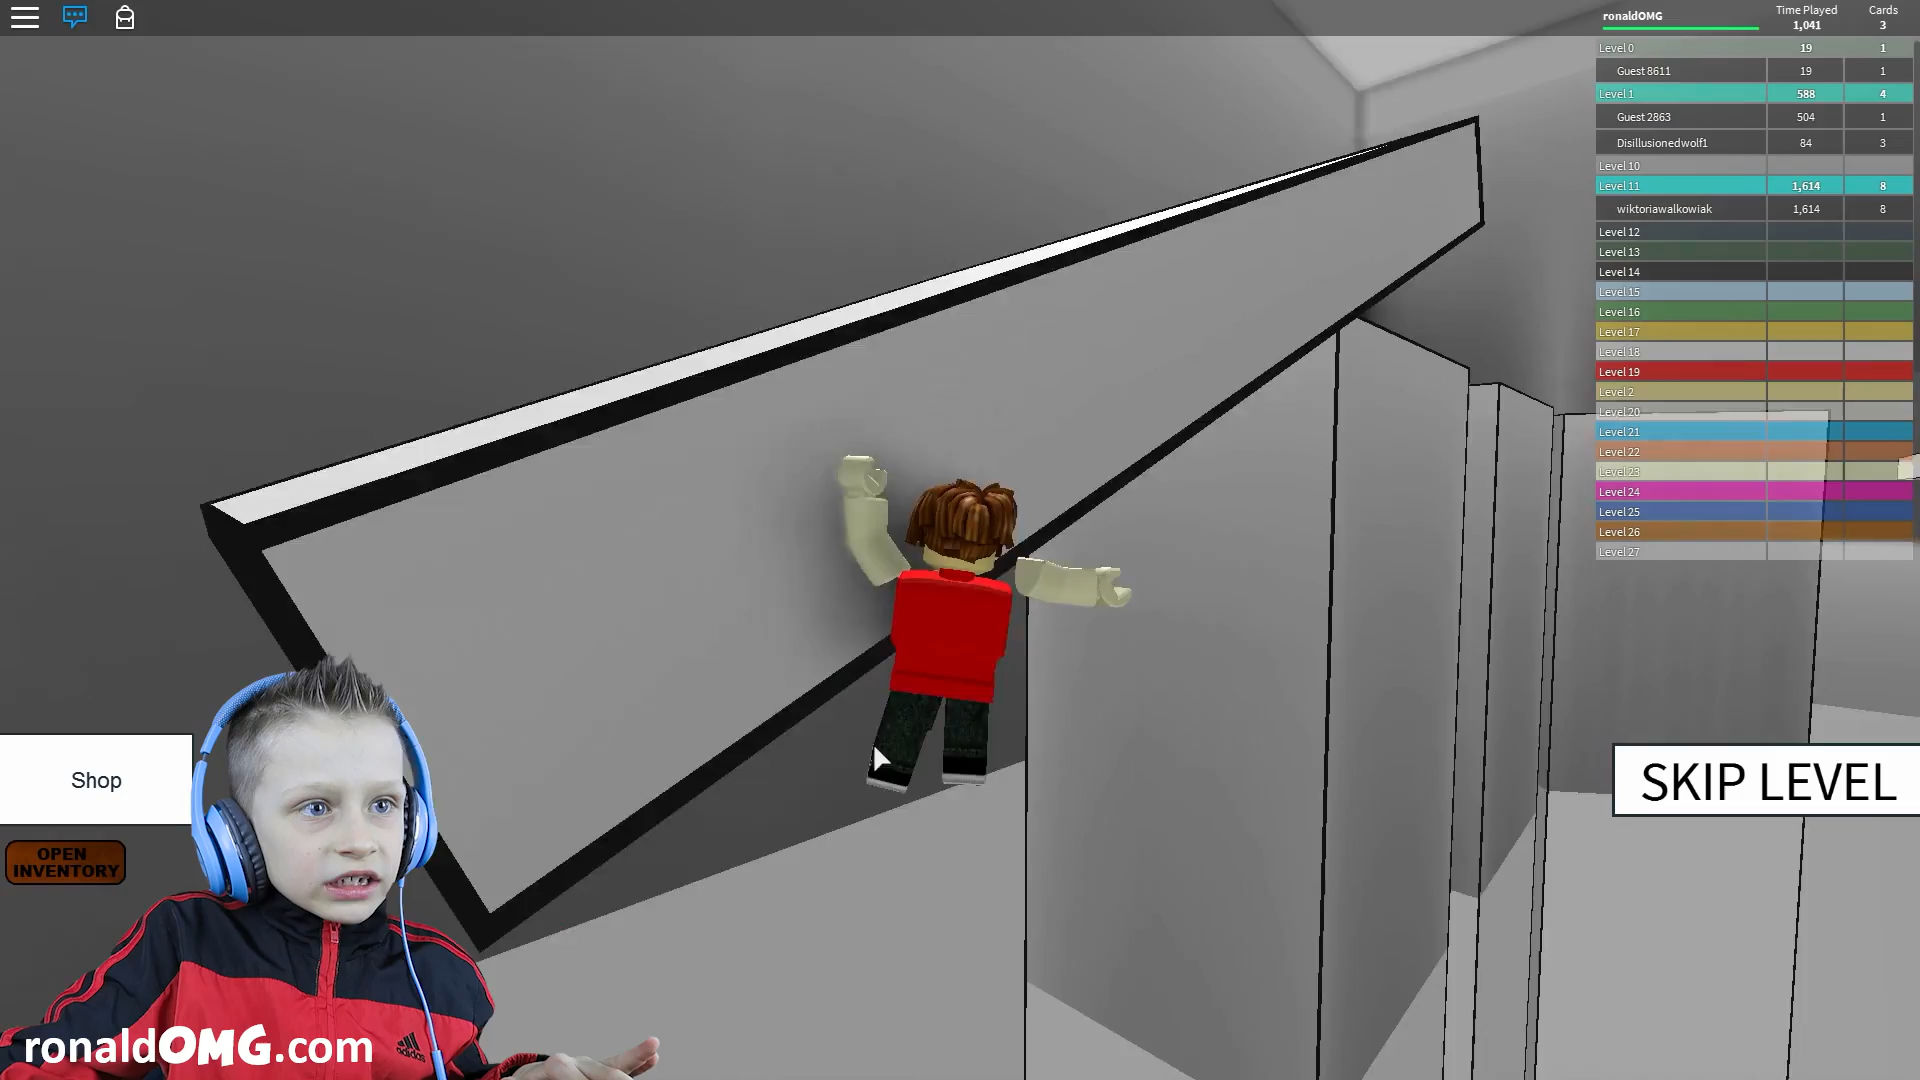 ronaldOMG
Time Played
1,041
Cards
3
Level 0 19 1
Guest 8611 19 1
Level 1 588 4
Guest 2863 504 1
Disillusionedwolf1 84 3
Level 10
Level 11 1,614 8
wiktoriawalkowiak 1,614 8
Level 12
Level 13
Level 14
Level 15
Level 16
Level 17
Level 18
Level 19
Level 2
Level 20
Level 21
Level 22
Level 23
Level 24
Level 25
Level 26
Level 27
Shop
SKIP LEVEL
OPEN
INVENTORY
adidas
ronaldOMG.com